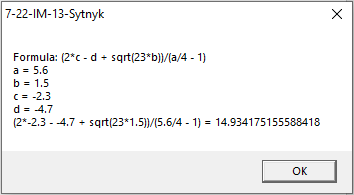 7-22-IM-13-Sytnyk
Formula: (2*c - d + sqrt(23*b))/(a/4 - 1)
a = 5.6
b = 1.5
c = -2.3
d = -4.7
(2*-2.3 - -4.7 + sqrt(23*1.5))/(5.6/4 - 1) = 14.934175155588418
OK